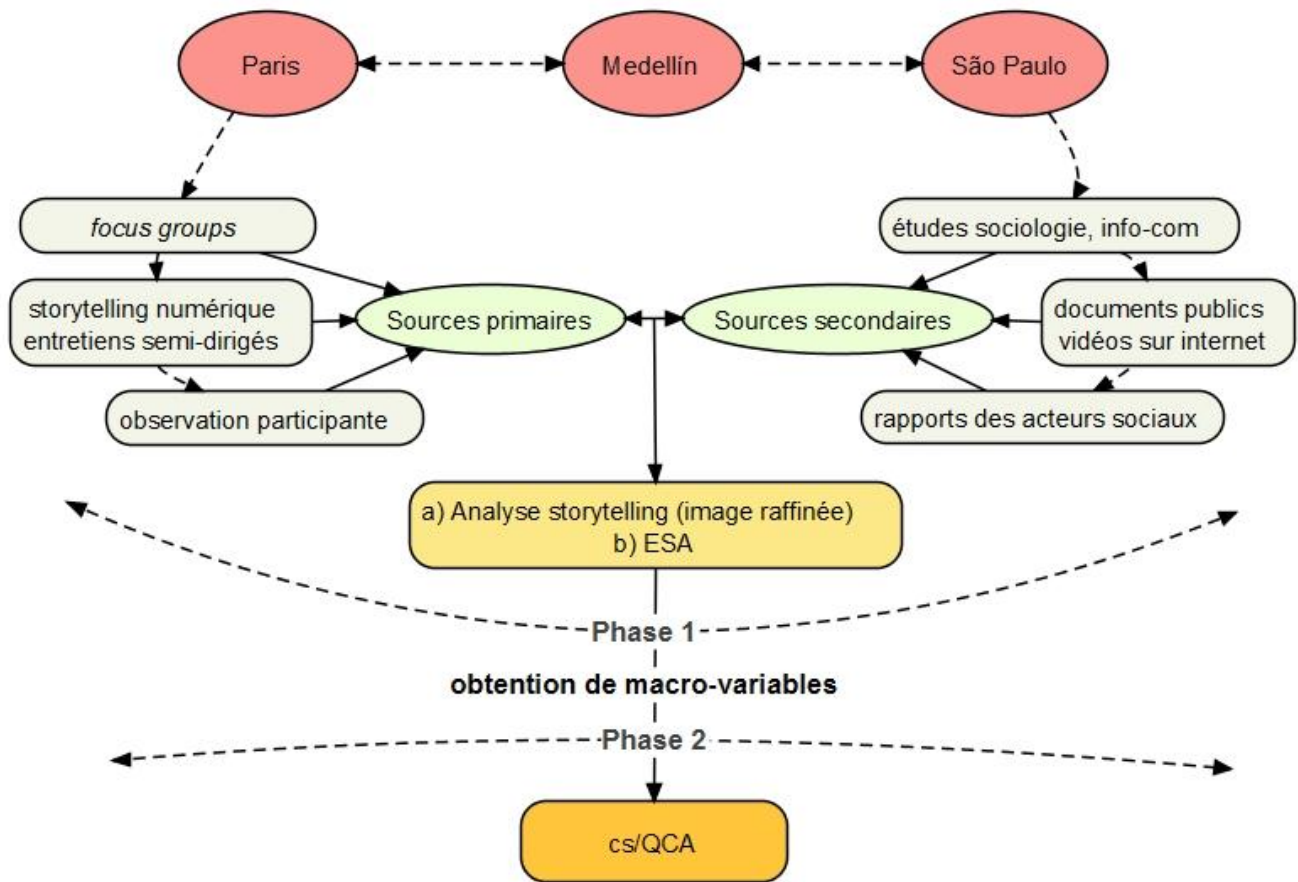 Paris
Medellín
São Paulo
focus groups
études sociologie, info-com
storytelling numérique
entretiens semi-dirigés
Sources primaires
Sources secondaires
documents publics
vidéos sur internet
observation participante
rapports des acteurs sociaux
a) Analyse storytelling (image raffinée)
b) ESA
Phase 1
obtention de macro-variables
Phase 2
cs/QCA